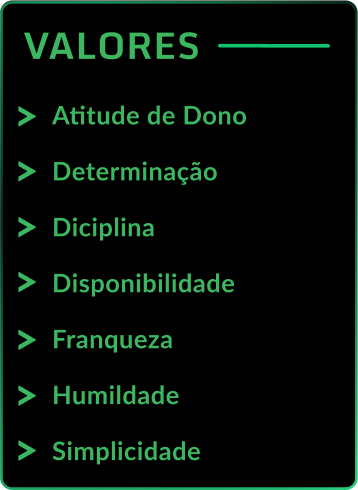 VALORES
Atitude de Dono
Determinação
Diciplina
Disponibilidade
Franqueza
Humildade
Simplicidade